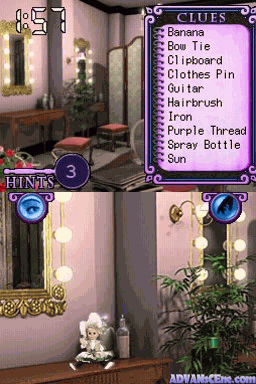 1:57
CLUES
Banana
Bow Tie
Clipboard
Clothes Pin
Guitar
Hairbrush
Iron
Purple Thread
Spray Bottle
Sun
HINTS
3
ADVANsCEne.com